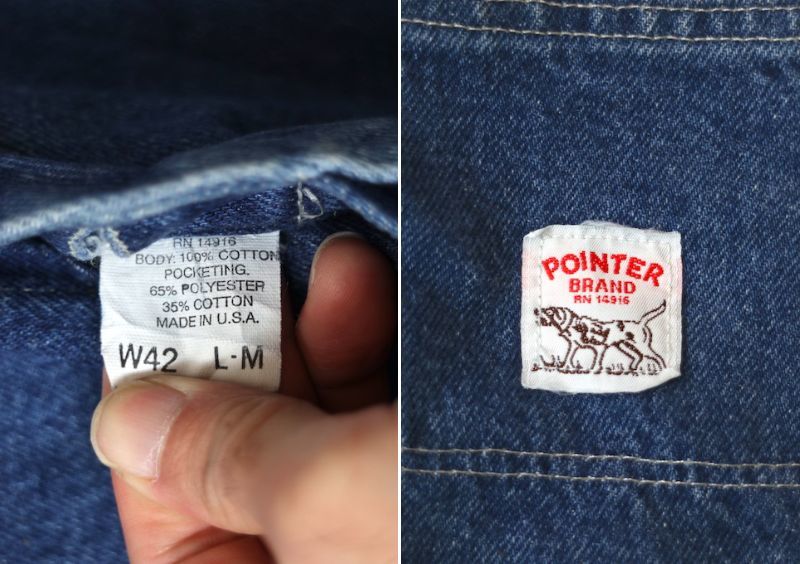 RN 14916
BODY: 100% COTTON
POCKETING.
65% POLYESTER
35% COTTON
MADE IN U.S.A.
W42 L-M
POINTER
BRAND
RN 14916